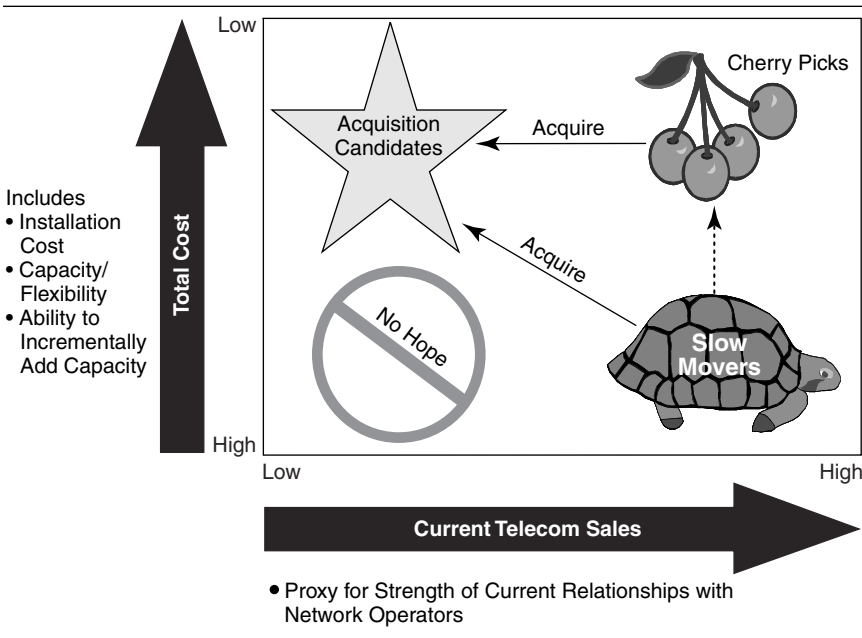 Low
Cherry Picks
Acquisition
Candidates
Acquire
Includes
• Installation
Cost
• Capacity/
Flexibility
• Ability to
Incrementally
Add Capacity
Total Cost
Acquire
No Hope
Slow
Movers
High
Low
High
Current Telecom Sales
• Proxy for Strength of Current Relationships with
Network Operators